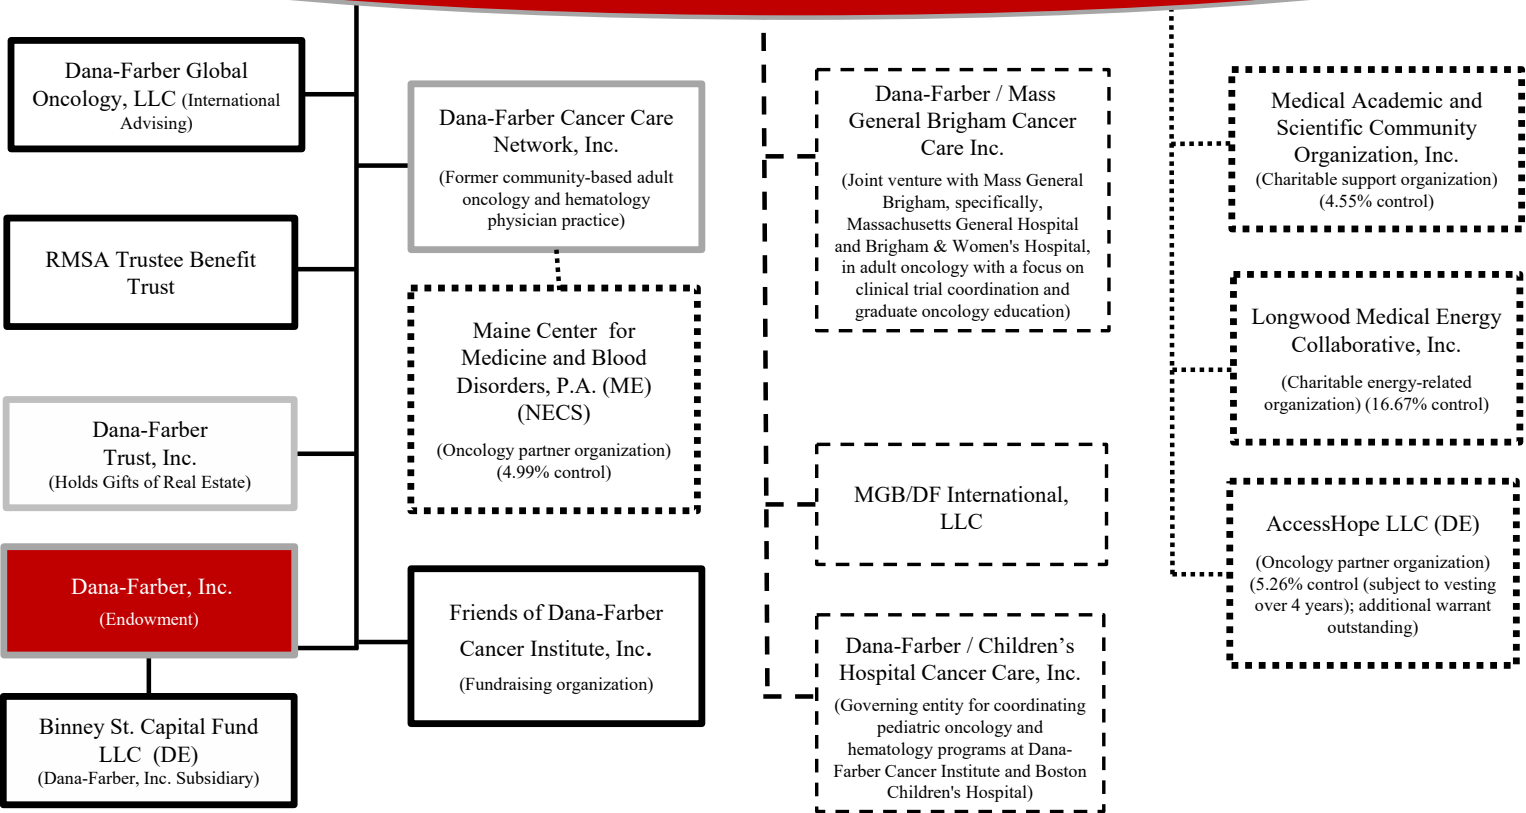 Dana-Farber Global
Oncology, LLC (International
Advising)
RMSA Trustee Benefit
Trust
Dana-Farber
Trust, Inc.
(Holds Gifts of Real Estate)
Dana-Farber, Inc.
(Endowment)
Binney St. Capital Fund
LLC (DE)
(Dana-Farber, Inc. Subsidiary)
Dana-Farber Cancer Care
Network, Inc.
(Former community-based adult
oncology and hematology
physician practice)
Maine Center for
Medicine and Blood
Disorders, P.A. (ME)
(NECS)
(Oncology partner organization)
(4.99% control)
Friends of Dana-Farber
Cancer Institute, Inc.
(Fundraising organization)
Dana-Farber / Mass
General Brigham Cancer
Care Inc.
(Joint venture with Mass General
Brigham, specifically,
Massachusetts General Hospital
and Brigham & Women's Hospital,
in adult oncology with a focus on
clinical trial coordination and
graduate oncology education)
MGB/DF International,
LLC
Dana-Farber / Children’s
Hospital Cancer Care, Inc.
(Governing entity for coordinating
pediatric oncology and
hematology programs at Dana-
Farber Cancer Institute and Boston
Children's Hospital)
Medical Academic and
Scientific Community
Organization, Inc.
(Charitable support organization)
(4.55% control)
Longwood Medical Energy
Collaborative, Inc.
(Charitable energy-related
organization) (16.67% control)
AccessHope LLC (DE)
(Oncology partner organization)
(5.26% control (subject to vesting
over 4 years); additional warrant
outstanding)